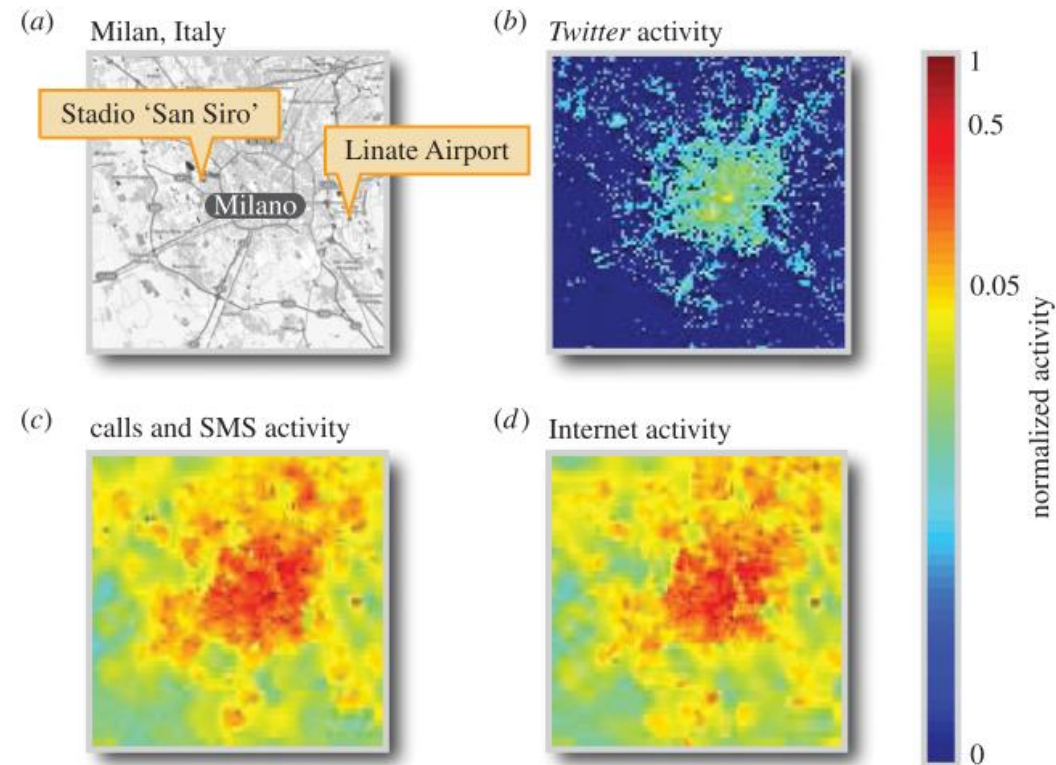 (a) Milan, Italy
Stadio ‘San Siro’
Linate Airport
Milano
(b) Twitter activity
(c) calls and SMS activity
(d) Internet activity
1
0.5
0.05
0
normalized activity